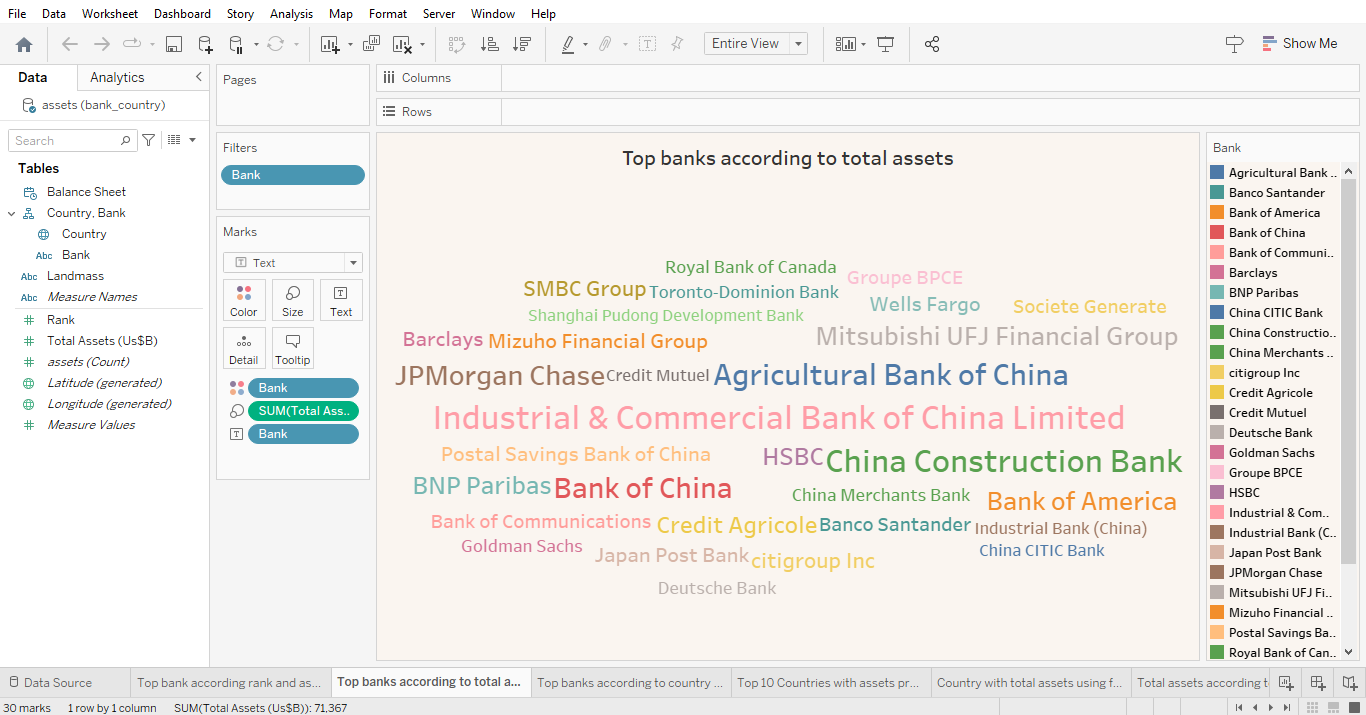 File Data Worksheet Dashboard Story Analysis Map Format Server Window Help
Entire View
Show Me
Data Analytics
assets (bank_country)
Search
Tables
Balance Sheet
Country, Bank
Country
Abc Bank
Abc Landmass
Abc Measure Names
Rank
Total Assets (Us$B)
assets (Count)
Latitude (generated)
Longitude (generated)
Measure Values
Pages
Filters
Bank
Marks
Text
Color Size Text
Detail Tooltip
Bank
SUM(Total Ass..
Bank
Columns
Rows
Top banks according to total assets
Royal Bank of Canada
Groupe BPCE
SMBC Group
Toronto-Dominion Bank
Wells Fargo
Societe Generate
Shanghai Pudong Development Bank
Barclays
Mizuho Financial Group
Mitsubishi UFJ Financial Group
JPMorgan Chase
Credit Mutuel
Agricultural Bank of China
Industrial & Commercial Bank of China Limited
Postal Savings Bank of China
HSBC
China Construction Bank
BNP Paribas
Bank of China
China Merchants Bank
Bank of America
Bank of Communications
Credit Agricole
Banco Santander
Industrial Bank (China)
Goldman Sachs
Japan Post Bank
citigroup Inc
China CITIC Bank
Deutsche Bank
Bank
Agricultural Bank ..
Banco Santander
Bank of America
Bank of China
Bank of Communi..
Barclays
BNP Paribas
China CITIC Bank
China Constructio..
China Merchants ..
citigroup Inc
Credit Agricole
Credit Mutuel
Deutsche Bank
Goldman Sachs
Groupe BPCE
HSBC
Industrial & Com..
Industrial Bank (C..
Japan Post Bank
JPMorgan Chase
Mitsubishi UFJ Fi..
Mizuho Financial ..
Postal Savings Ba..
Royal Bank of Can..
Data Source
Top bank according rank and as...
Top banks according to total a...
Top banks according to country ...
Top 10 Countries with assets pr...
Country with total assets using f...
Total assets according t
30 marks 1 row by 1 column SUM(Total Assets (Us$B)): 71,367